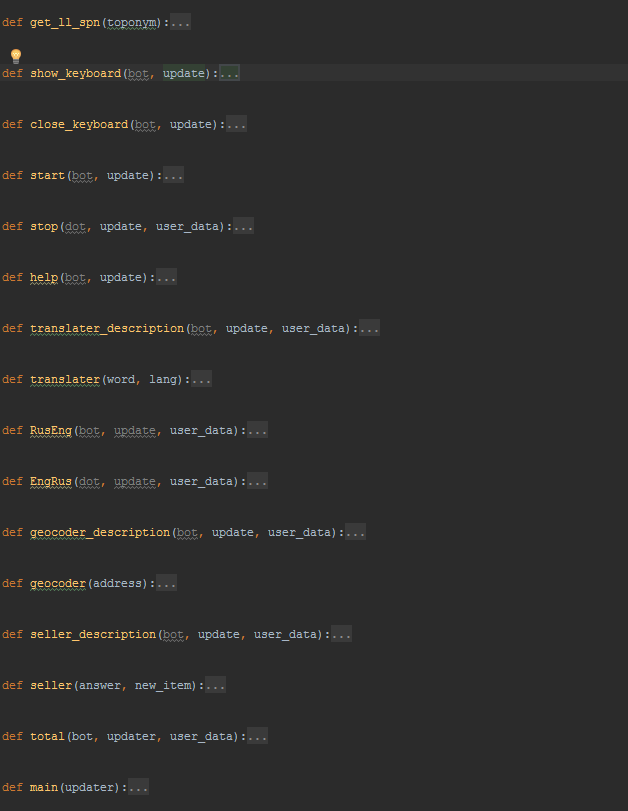 def get_ll_spn(toponym):...
def show_keyboard(bot, update):...
def close_keyboard(bot, update):...
def start(bot, update):...
def stop(dot, update, user_data):...
def help(bot, update):...
def translater_description(bot, update, user_data):...
def translater(word, lang):...
def RusEng(bot, update, user_data):...
def EngRus(dot, update, user_data):...
def geocoder_description(bot, update, user_data):...
def geocoder(address):...
def seller_description(bot, update, user_data):...
def seller(answer, new_item):...
def total(bot, updater, user_data):...
def main(updater):...